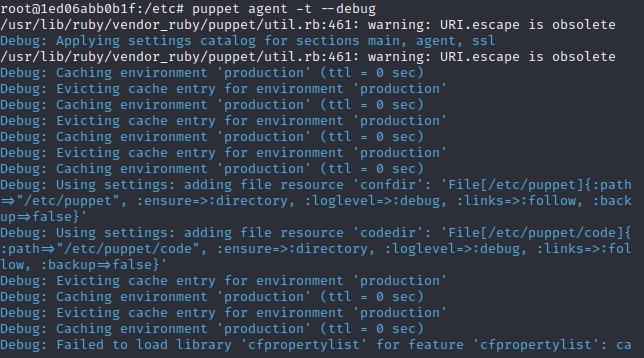 root@1ed06abb0b1f:/etc# puppet agent -t --debug
/usr/lib/ruby/vendor_ruby/puppet/util.rb:461: warning: URI.escape is obsolete
Debug: Applying settings catalog for sections main, agent, ssl
/usr/lib/ruby/vendor_ruby/puppet/util.rb:461: warning: URI.escape is obsolete
Debug: Caching environment 'production' (ttl = 0 sec)
Debug: Evicting cache entry for environment 'production'
Debug: Caching environment 'production' (ttl = 0 sec)
Debug: Evicting cache entry for environment 'production'
Debug: Caching environment 'production' (ttl = 0 sec)
Debug: Evicting cache entry for environment 'production'
Debug: Caching environment 'production' (ttl = 0 sec)
Debug: Using settings: adding file resource 'confdir': 'File[/etc/puppet]{:path
=>"/etc/puppet", :ensure=>:directory, :loglevel=>:debug, :links=>:follow, :back
up=>false}'
Debug: Using settings: adding file resource 'codedir': 'File[/etc/puppet/code]{
:path=>"/etc/puppet/code", :ensure=>:directory, :loglevel=>:debug, :links=>:fol
low, :backup=>false}'
Debug: Evicting cache entry for environment 'production'
Debug: Caching environment 'production' (ttl = 0 sec)
Debug: Evicting cache entry for environment 'production'
Debug: Caching environment 'production' (ttl = 0 sec)
Debug: Failed to load library 'cfpropertylist' for feature 'cfpropertylist': ca